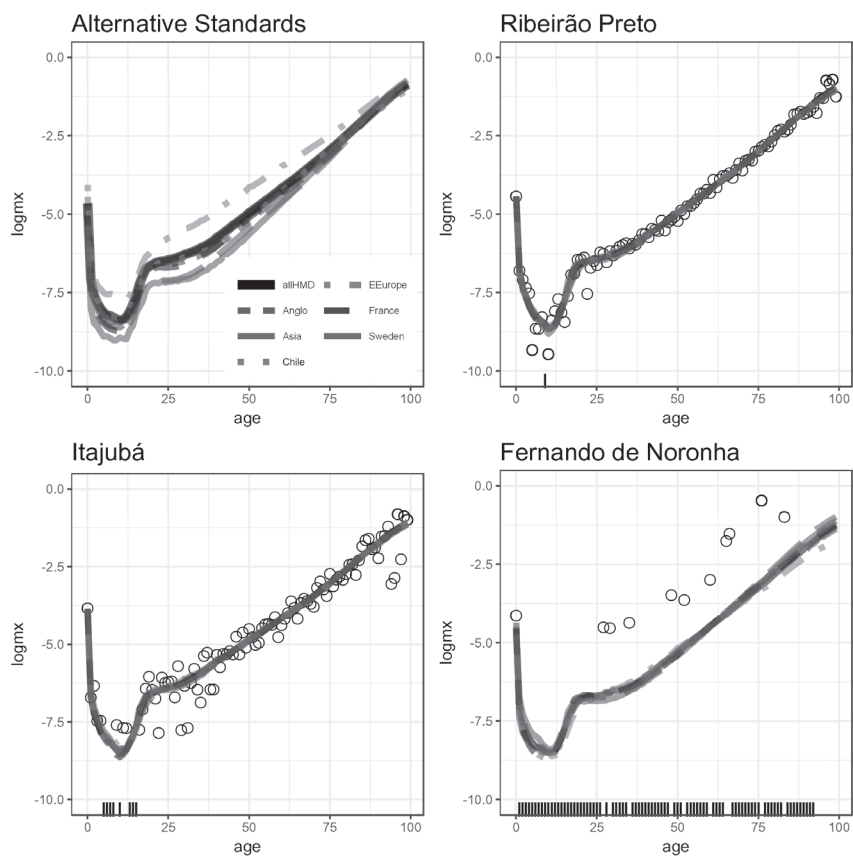 Alternative Standards
0.0
-2.5
-5.0
-7.5
-10.0
logmx
allHMD
EEurope
Anglo
France
Asia
Sweden
Chile
0 25 50 75 100
age
Ribeirão Preto
0.0
-2.5
-5.0
-7.5
-10.0
logmx
0 25 50 75 100
age
Itajubá
0.0
-2.5
-5.0
-7.5
-10.0
logmx
0 25 50 75 100
age
Fernando de Noronha
0.0
-2.5
-5.0
-7.5
-10.0
logmx
0 25 50 75 100
age